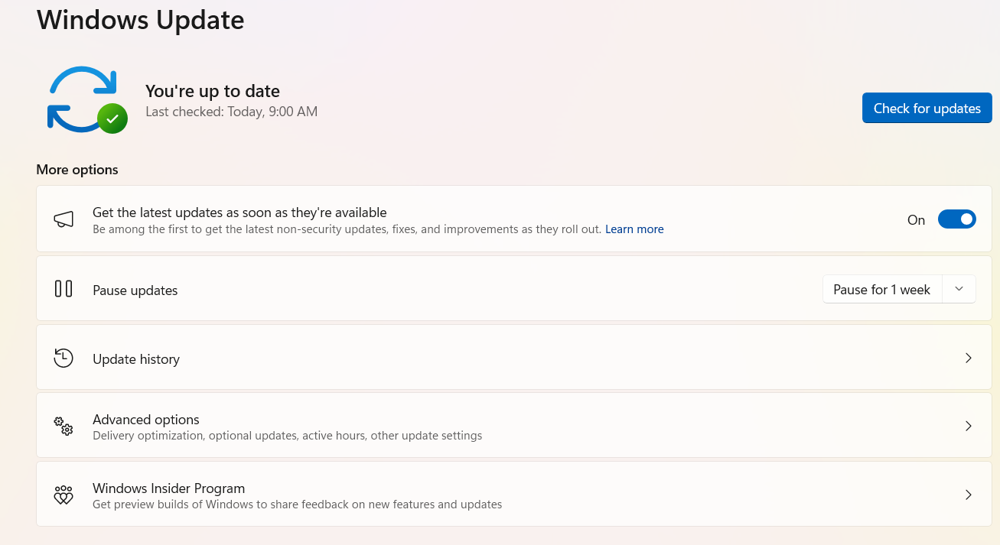 Windows Update
You're up to date
Last checked: Today, 9:00 AM
Check for updates
More options
Get the latest updates as soon as they're available
Be among the first to get the latest non-security updates, fixes, and improvements as they roll out. Learn more
On
Pause updates
Pause for 1 week
Update history
Advanced options
Delivery optimization, optional updates, active hours, other update settings
Windows Insider Program
Get preview builds of Windows to share feedback on new features and updates